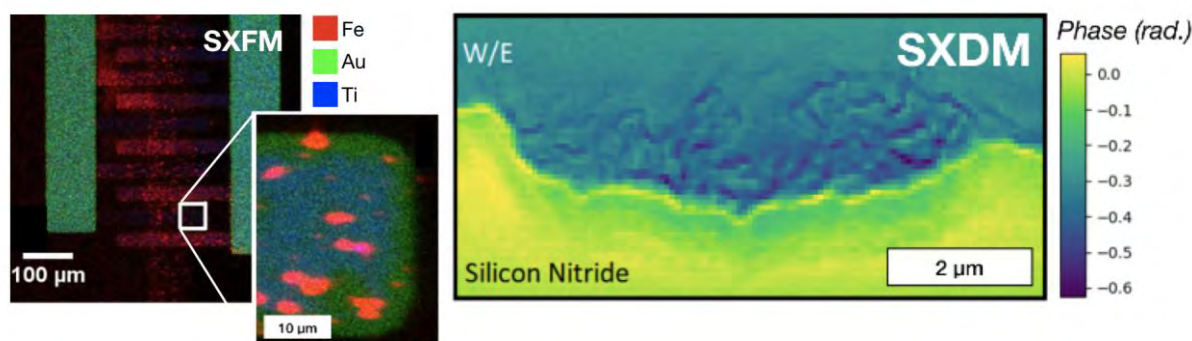 SXFM
Fe
Au
Ti
100 µm
10 µm
W/E
SXDM
Silicon Nitride
2 µm
Phase (rad.)
0.0
−0.1
−0.2
−0.3
−0.4
−0.5
−0.6